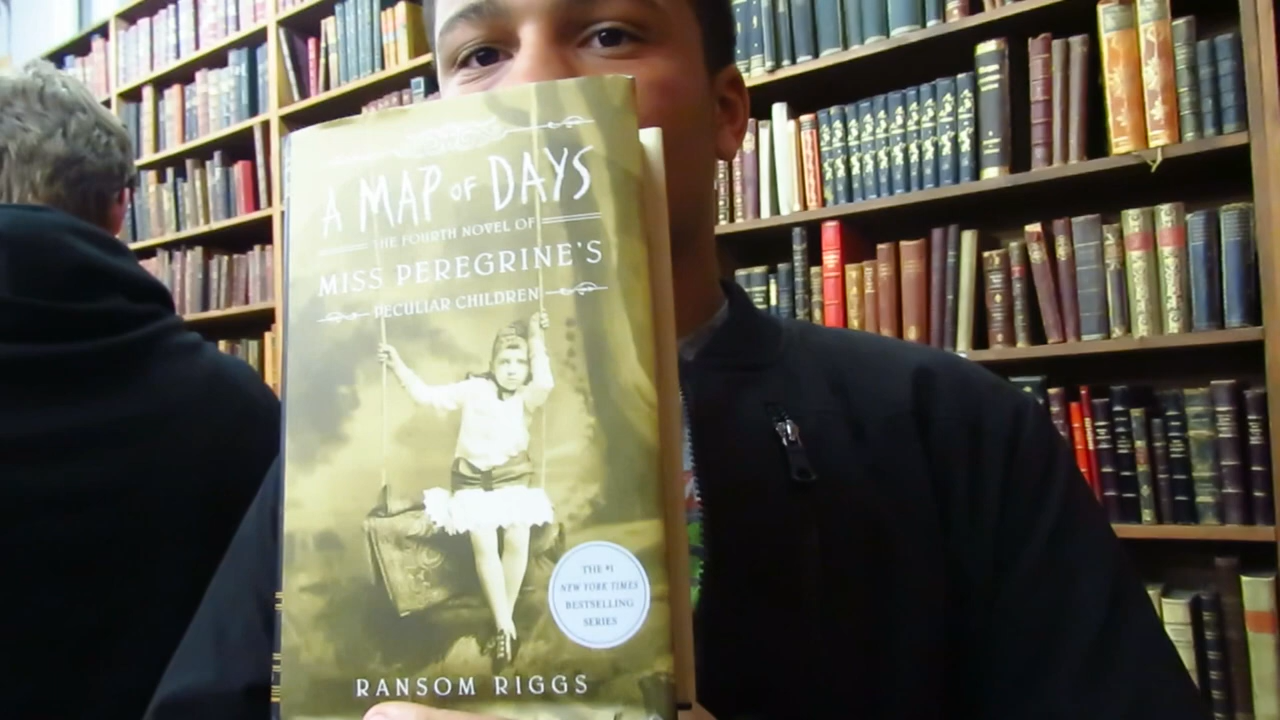 A MAP OF DAYS
THE FOURTH NOVEL OF
MISS PEREGRINE'S
PECULIAR CHILDREN
THE #1
NEW YORK TIMES
BESTSELLING
SERIES
RANSOM RIGGS